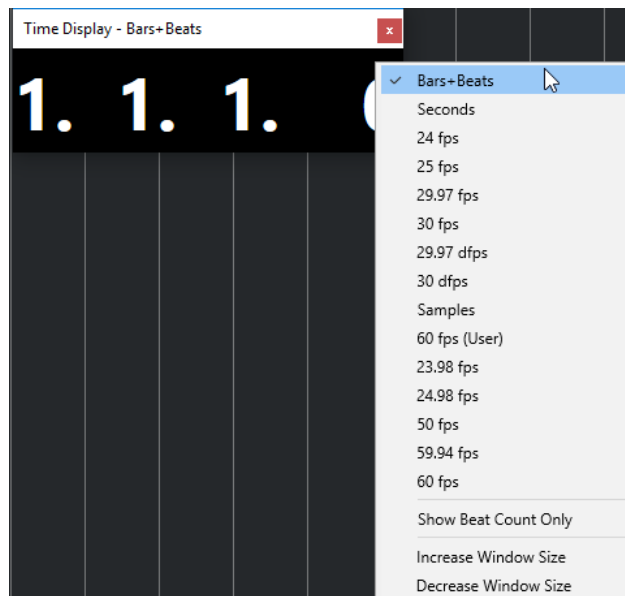 Time Display - Bars+Beats
x
1. 1. 1.
Bars+Beats
Seconds
24 fps
25 fps
29.97 fps
30 fps
29.97 dfps
30 dfps
Samples
60 fps (User)
23.98 fps
24.98 fps
50 fps
59.94 fps
60 fps
Show Beat Count Only
Increase Window Size
Decrease Window Size